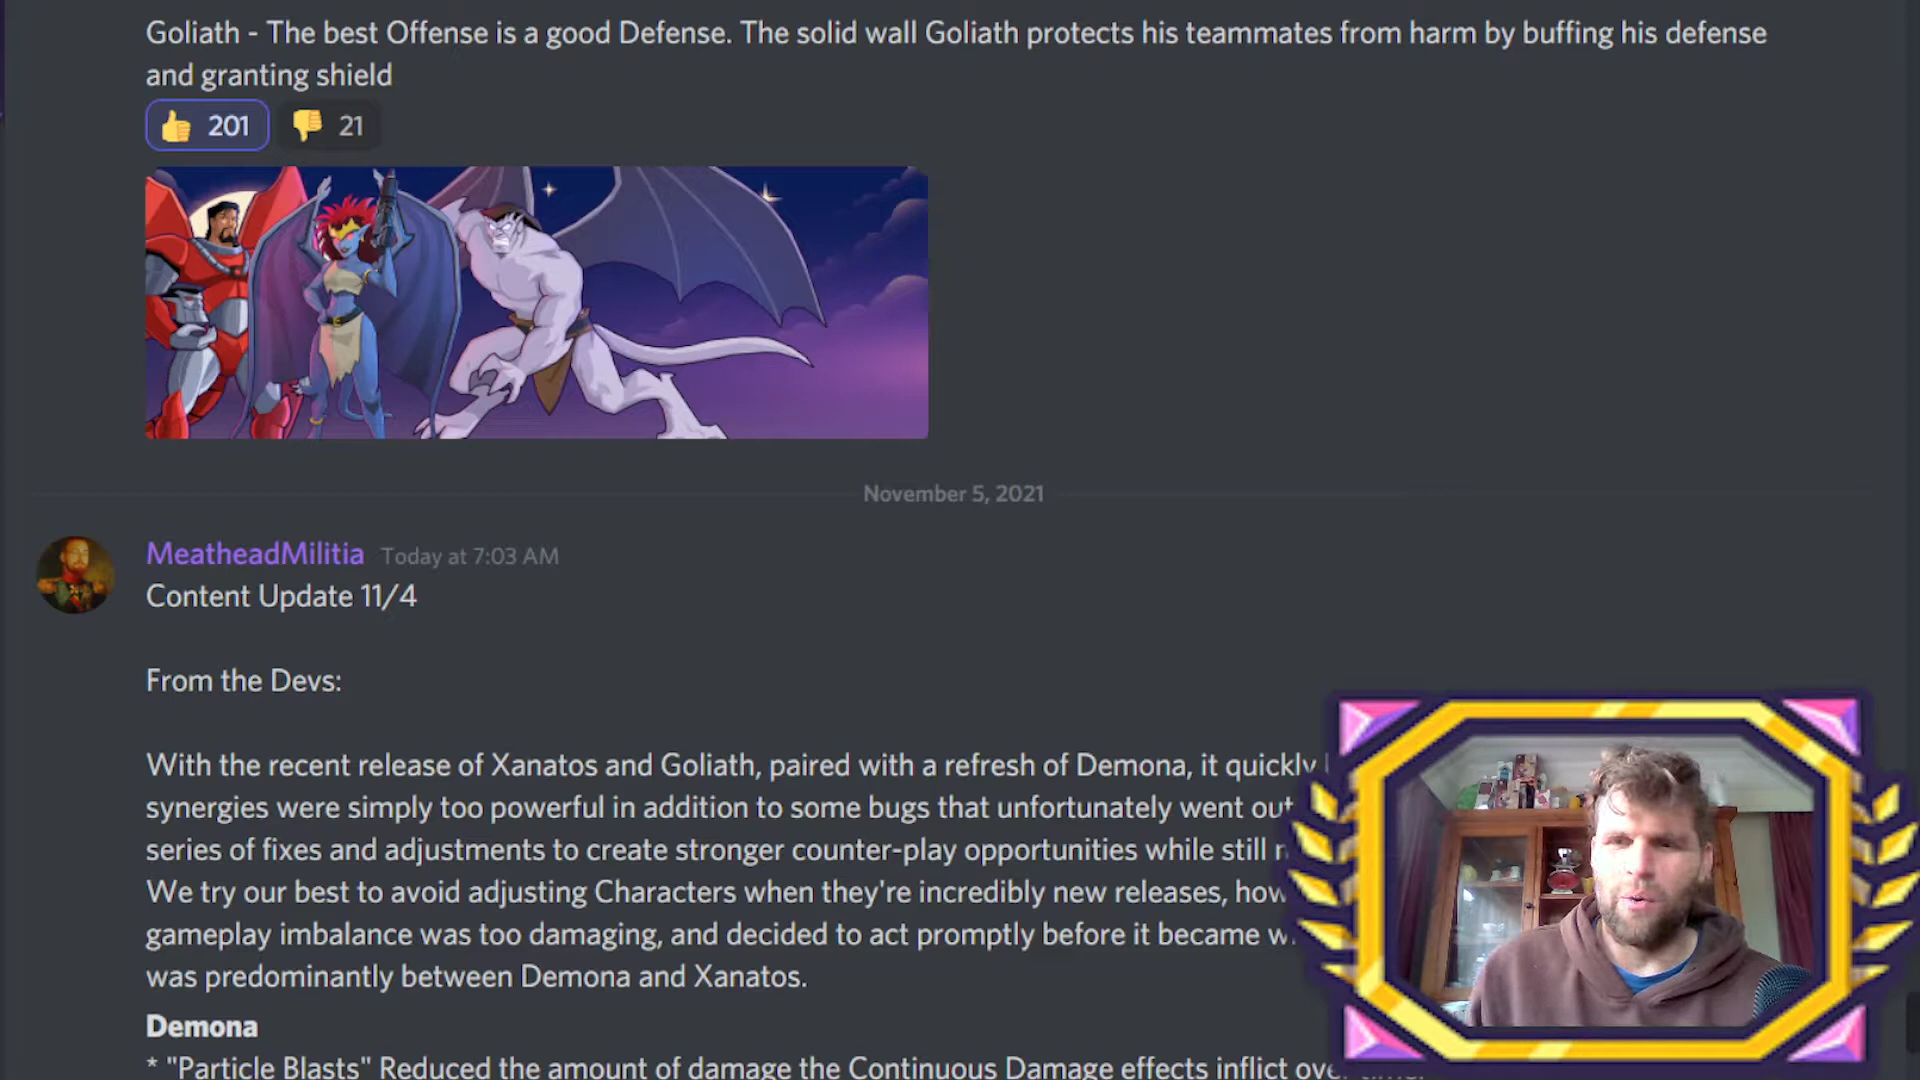 Goliath - The best Offense is a good Defense. The solid wall Goliath protects his teammates from harm by buffing his defense
and granting shield
201 21
November 5, 2021
MeatheadMilitia Today at 7:03 AM
Content Update 11/4
From the Devs:
With the recent release of Xanatos and Goliath, paired with a refresh of Demona, it quickly
synergies were simply too powerful in addition to some bugs that unfortunately went out
series of fixes and adjustments to create stronger counter-play opportunities while still
We try our best to avoid adjusting Characters when they're incredibly new releases,
gameplay imbalance was too damaging, and decided to act promptly before it became
was predominantly between Demona and Xanatos.
Demona
* "Particle Blasts" Reduced the amount of damage the Continuous Damage effects inflict over time.